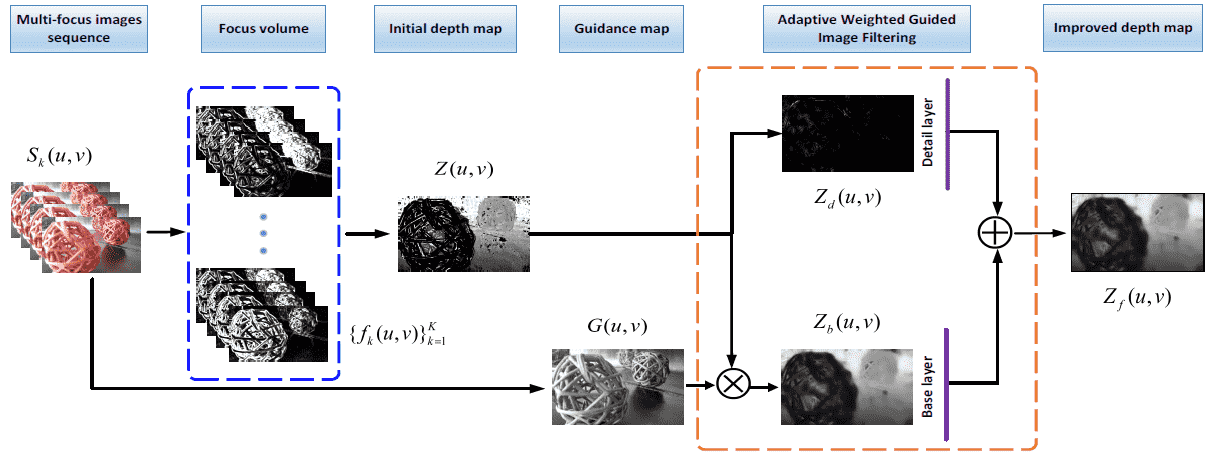 Multi-focus images
sequence
Focus volume
Initial depth map
Guidance map
Adaptive Weighted Guided
Image Filtering
Improved depth map
S_k(u,v)
Z(u,v)
Z_d(u,v)
Detail layer
Z_f(u,v)
{f_k(u,v)}_{k=1}^K
G(u,v)
Z_b(u,v)
Base layer